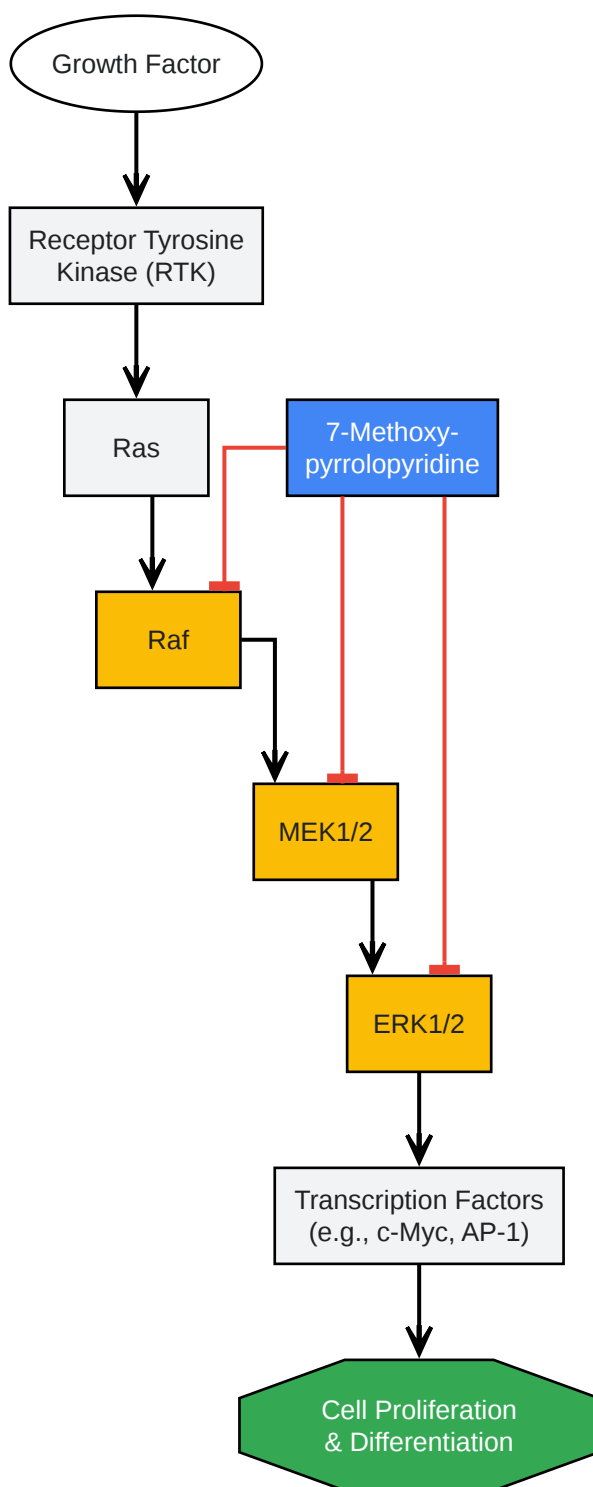 Growth Factor
Receptor Tyrosine
Kinase (RTK)
Ras
7-Methoxy-
pyrrolopyridine
Raf
MEK1/2
ERK1/2
Transcription Factors
(e.g., c-Myc, AP-1)
Cell Proliferation
& Differentiation